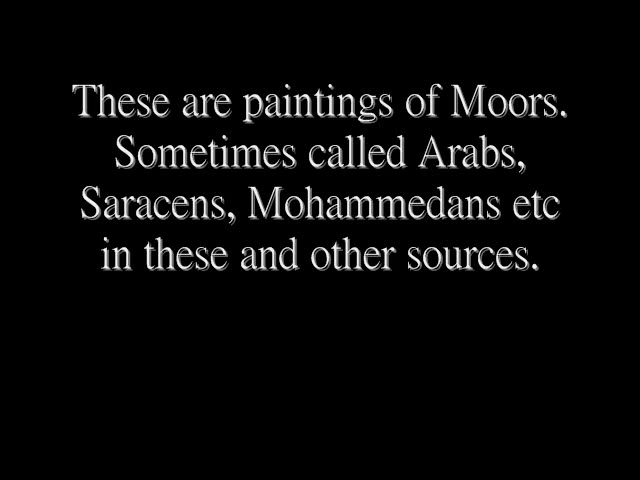 These are paintings of Moors.
Sometimes called Arabs,
Saracens, Mohammedans etc
in these and other sources.